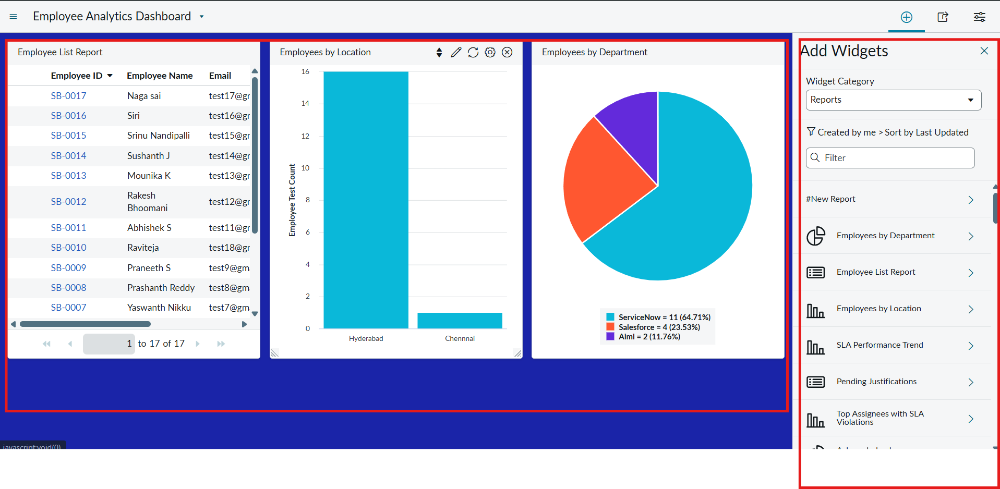 Employee Analytics Dashboard
Employee List Report
Employee ID Employee Name Email
SB-0017 Naga sai test17@gr
SB-0016 Siri test16@gr
SB-0015 Srinu Nandipalli test15@gr
SB-0014 Sushanth J test14@gr
SB-0013 Mounika K test13@gr
SB-0012 Rakesh Bhoomani test12@gr
SB-0011 Abhishek S test11@gr
SB-0010 Raviteja test18@gr
SB-0009 Praneeth S test9@gm
SB-0008 Prashanth Reddy test8@gm
SB-0007 Yaswanth Nikku test7@gm
1 to 17 of 17
Employees by Location
16
14
12
10
8
6
4
2
0
Employee Test Count
Hyderabad Chennnai
Employees by Department
ServiceNow = 11 (64.71%)
Salesforce = 4 (23.53%)
Aiml = 2 (11.76%)
Add Widgets
Widget Category
Reports
Created by me > Sort by Last Updated
Filter
#New Report
Employees by Department
Employee List Report
Employees by Location
SLA Performance Trend
Pending Justifications
Top Assignees with SLA
Violations
javascript:void(0)